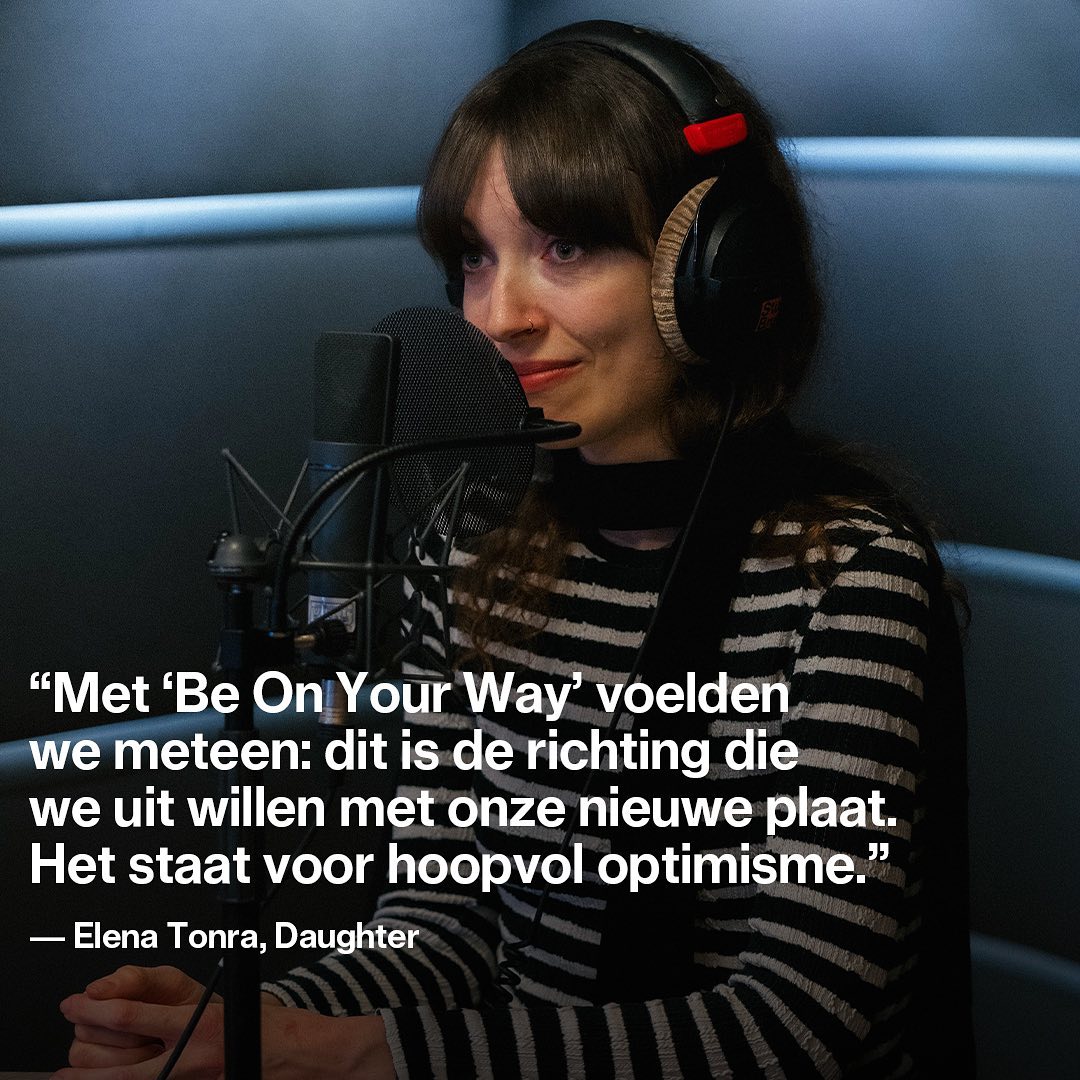 “Met ‘Be On Your Way’ voelden
we meteen: dit is de richting die
we uit willen met onze nieuwe plaat.
Het staat voor hoopvol optimisme.”
— Elena Tonra, Daughter